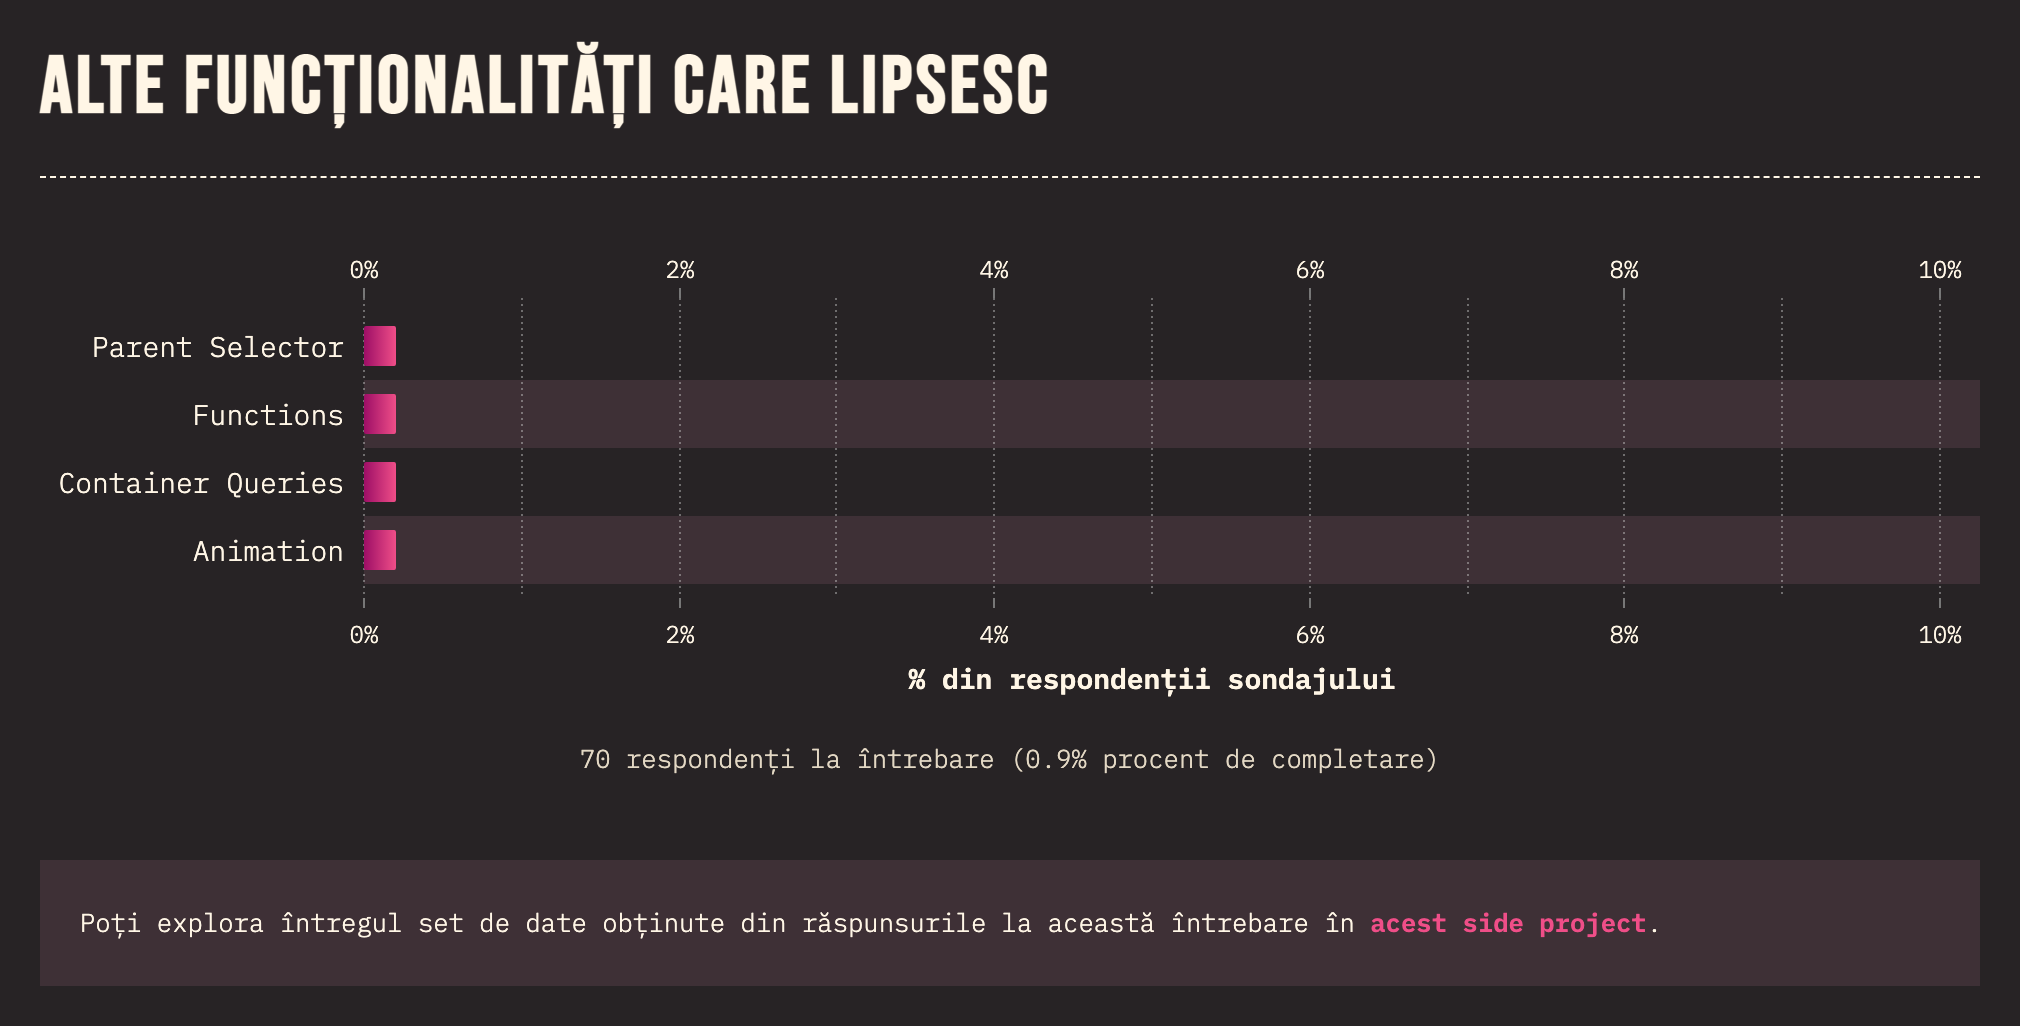 ALTE FUNCȚIONALITĂȚI CARE LIPSESC
0% 2% 4% 6% 8% 10%
Parent Selector
Functions
Container Queries
Animation
0% 2% 4% 6% 8% 10%
% din respondenții sondajului
70 respondenți la întrebare (0.9% procent de completare)
Poți explora întregul set de date obținute din răspunsurile la această întrebare în acest side project.